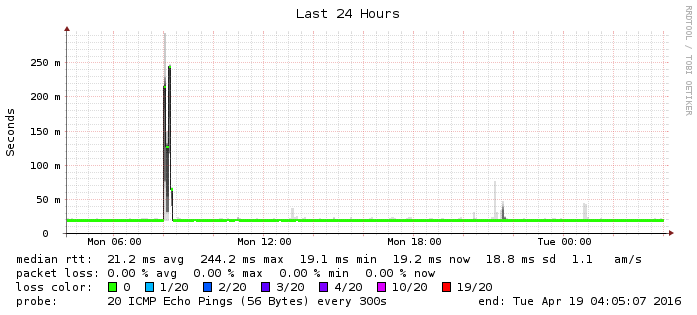 Last 24 Hours
RRDTOOL / TOBI OETIKER
Seconds
250 m
200 m
150 m
100 m
50 m
0
Mon 06:00 Mon 12:00 Mon 18:00 Tue 00:00
median rtt: 21.2 ms avg 244.2 ms max 19.1 ms min 19.2 ms now 18.8 ms sd 1.1 am/s
packet loss: 0.00 % avg 0.00 % max 0.00 % min 0.00 % now
loss color: 0 1/20 2/20 3/20 4/20 10/20 19/20
probe: 20 ICMP Echo Pings (56 Bytes) every 300s end: Tue Apr 19 04:05:07 2016